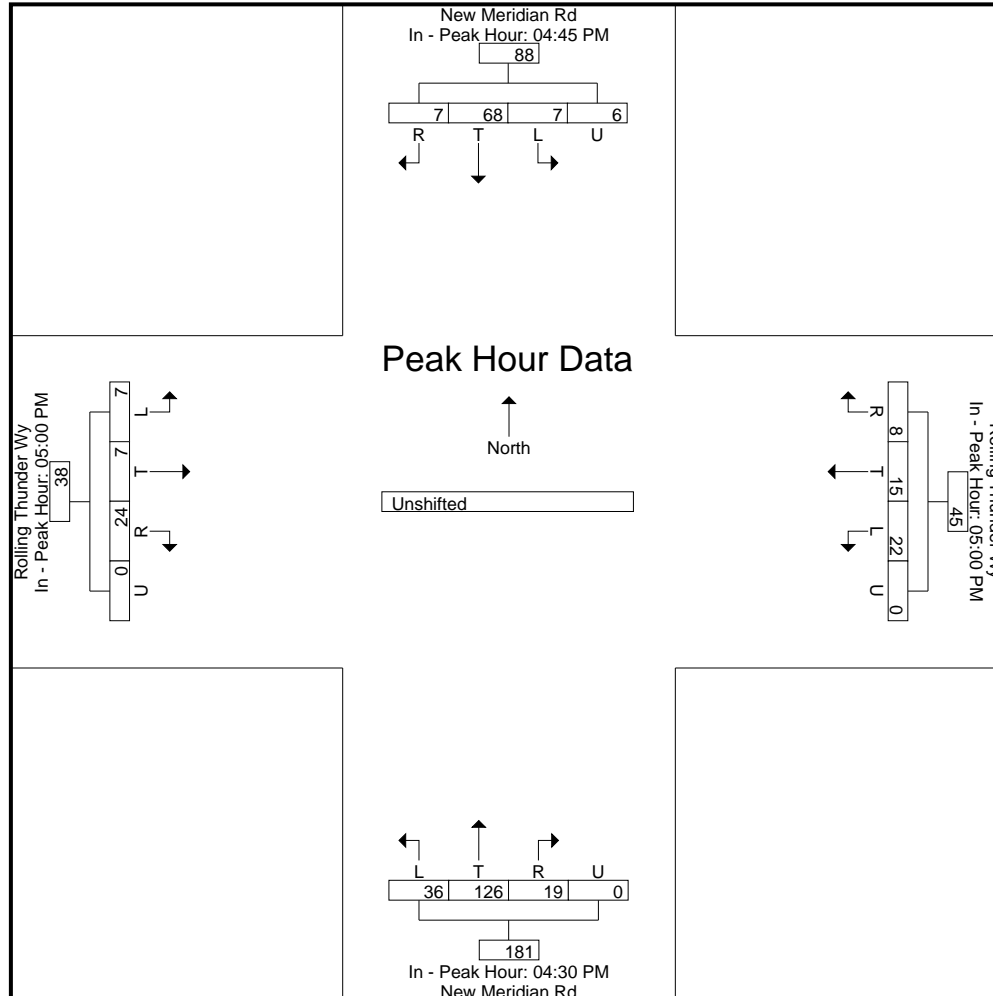 New Meridian Rd
In - Peak Hour: 04:45 PM
88
7 68 7 6
R T L U
Peak Hour Data
North
Unshifted
Rolling Thunder Wy
In - Peak Hour: 05:00 PM
38
7 7 24 0
L T R U
Rolling Thunder Wy
In - Peak Hour: 05:00 PM
45
8 15 22 0
R T L U
L T R U
36 126 19 0
181
In - Peak Hour: 04:30 PM
New Meridian Rd